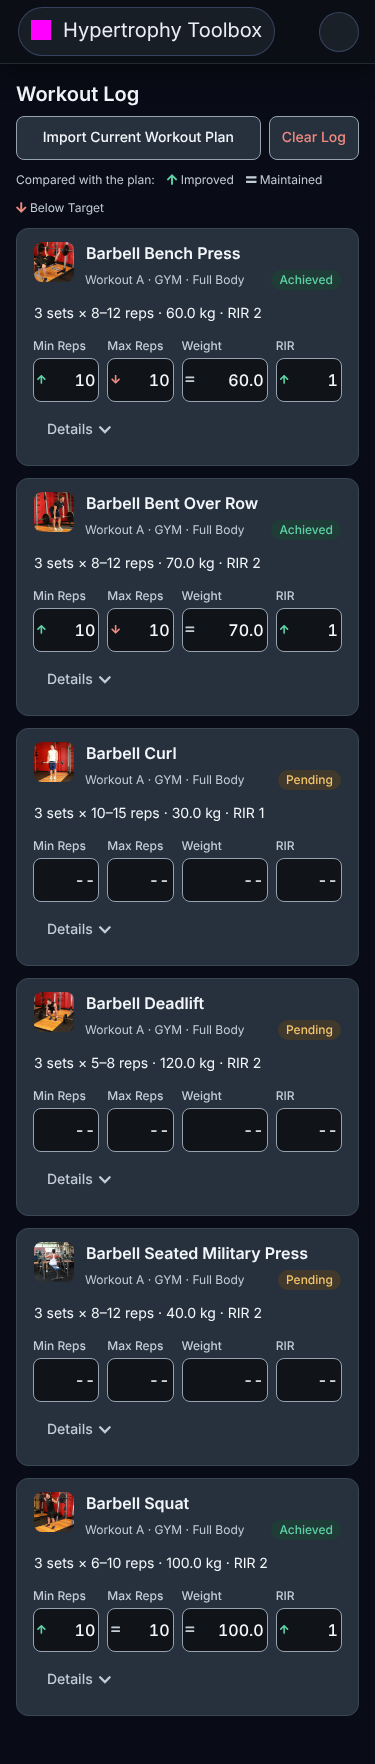 Hypertrophy Toolbox
Workout Log
Import Current Workout Plan
Clear Log
Compared with the plan: ↑ Improved = Maintained
↓ Below Target
Barbell Bench Press
Workout A · GYM · Full Body Achieved
3 sets × 8–12 reps · 60.0 kg · RIR 2
Min Reps Max Reps Weight RIR
↑ 10 ↓ 10 = 60.0 ↑ 1
Details
Barbell Bent Over Row
Workout A · GYM · Full Body Achieved
3 sets × 8–12 reps · 70.0 kg · RIR 2
Min Reps Max Reps Weight RIR
↑ 10 ↓ 10 = 70.0 ↑ 1
Details
Barbell Curl
Workout A · GYM · Full Body Pending
3 sets × 10–15 reps · 30.0 kg · RIR 1
Min Reps Max Reps Weight RIR
-- -- -- --
Details
Barbell Deadlift
Workout A · GYM · Full Body Pending
3 sets × 5–8 reps · 120.0 kg · RIR 2
Min Reps Max Reps Weight RIR
-- -- -- --
Details
Barbell Seated Military Press
Workout A · GYM · Full Body Pending
3 sets × 8–12 reps · 40.0 kg · RIR 2
Min Reps Max Reps Weight RIR
-- -- -- --
Details
Barbell Squat
Workout A · GYM · Full Body Achieved
3 sets × 6–10 reps · 100.0 kg · RIR 2
Min Reps Max Reps Weight RIR
↑ 10 = 10 = 100.0 ↑ 1
Details